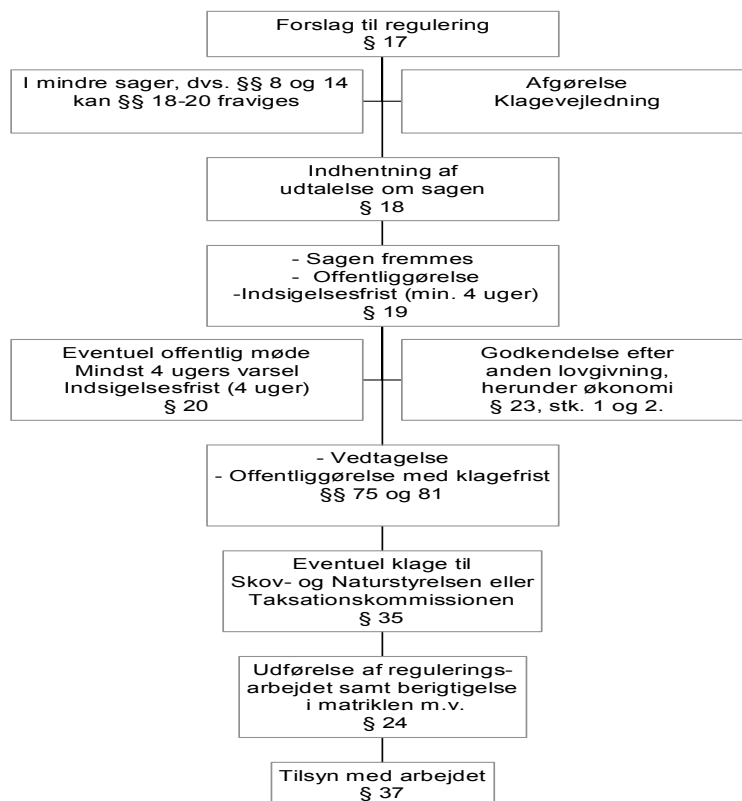 Forslag til regulering
§ 17
I mindre sager, dvs. §§ 8 og 14
kan §§ 18-20 fraviges
Afgørelse
Klagevejledning
Indhentning af
udtalelse om sagen
§ 18
- Sagen fremmes
- Offentliggørelse
-Indsigelsesfrist (min. 4 uger)
§ 19
Eventuel offentlig møde
Mindst 4 ugers varsel
Indsigelsesfrist (4 uger)
§ 20
Godkendelse efter
anden lovgivning,
herunder økonomi
§ 23, stk. 1 og 2.
- Vedtagelse
- Offentliggørelse med klagefrist
§§ 75 og 81
Eventuel klage til
Skov- og Naturstyrelsen eller
Taksationskommissionen
§ 35
Udførelse af regulerings-
arbejdet samt berigtigelse
i matriklen m.v.
§ 24
Tilsyn med arbejdet
§ 37